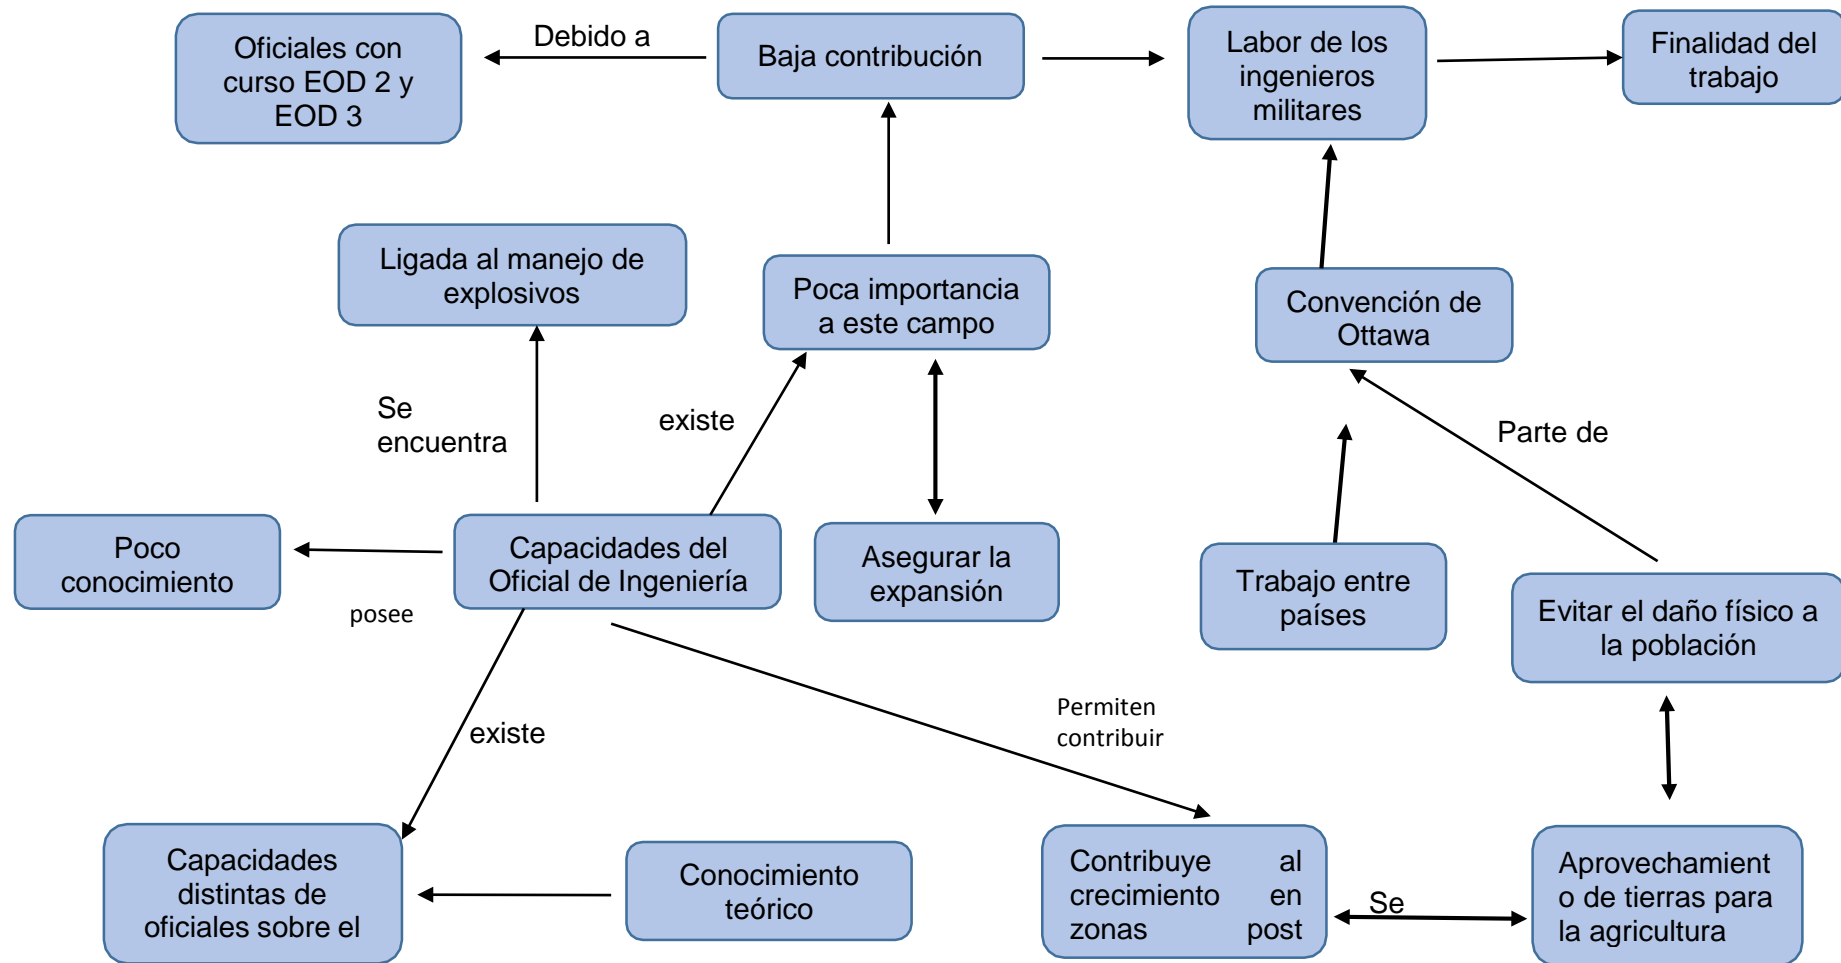 Oficiales con
curso EOD 2 y
EOD 3
Debido a
Baja contribución
Labor de los
ingenieros
militares
Finalidad del
trabajo
Ligada al manejo de
explosivos
Poca importancia
a este campo
Convención de
Ottawa
Se
encuentra
existe
Parte de
Poco
conocimiento
posee
Capacidades del
Oficial de Ingeniería
Asegurar la
expansión
Trabajo entre
países
Evitar el daño físico a
la población
existe
Permiten
contribuir
Capacidades
distintas de
oficiales sobre el
Conocimiento
teórico
Contribuye al
crecimiento en
zonas post
Se
Aprovechamient
o de tierras para
la agricultura